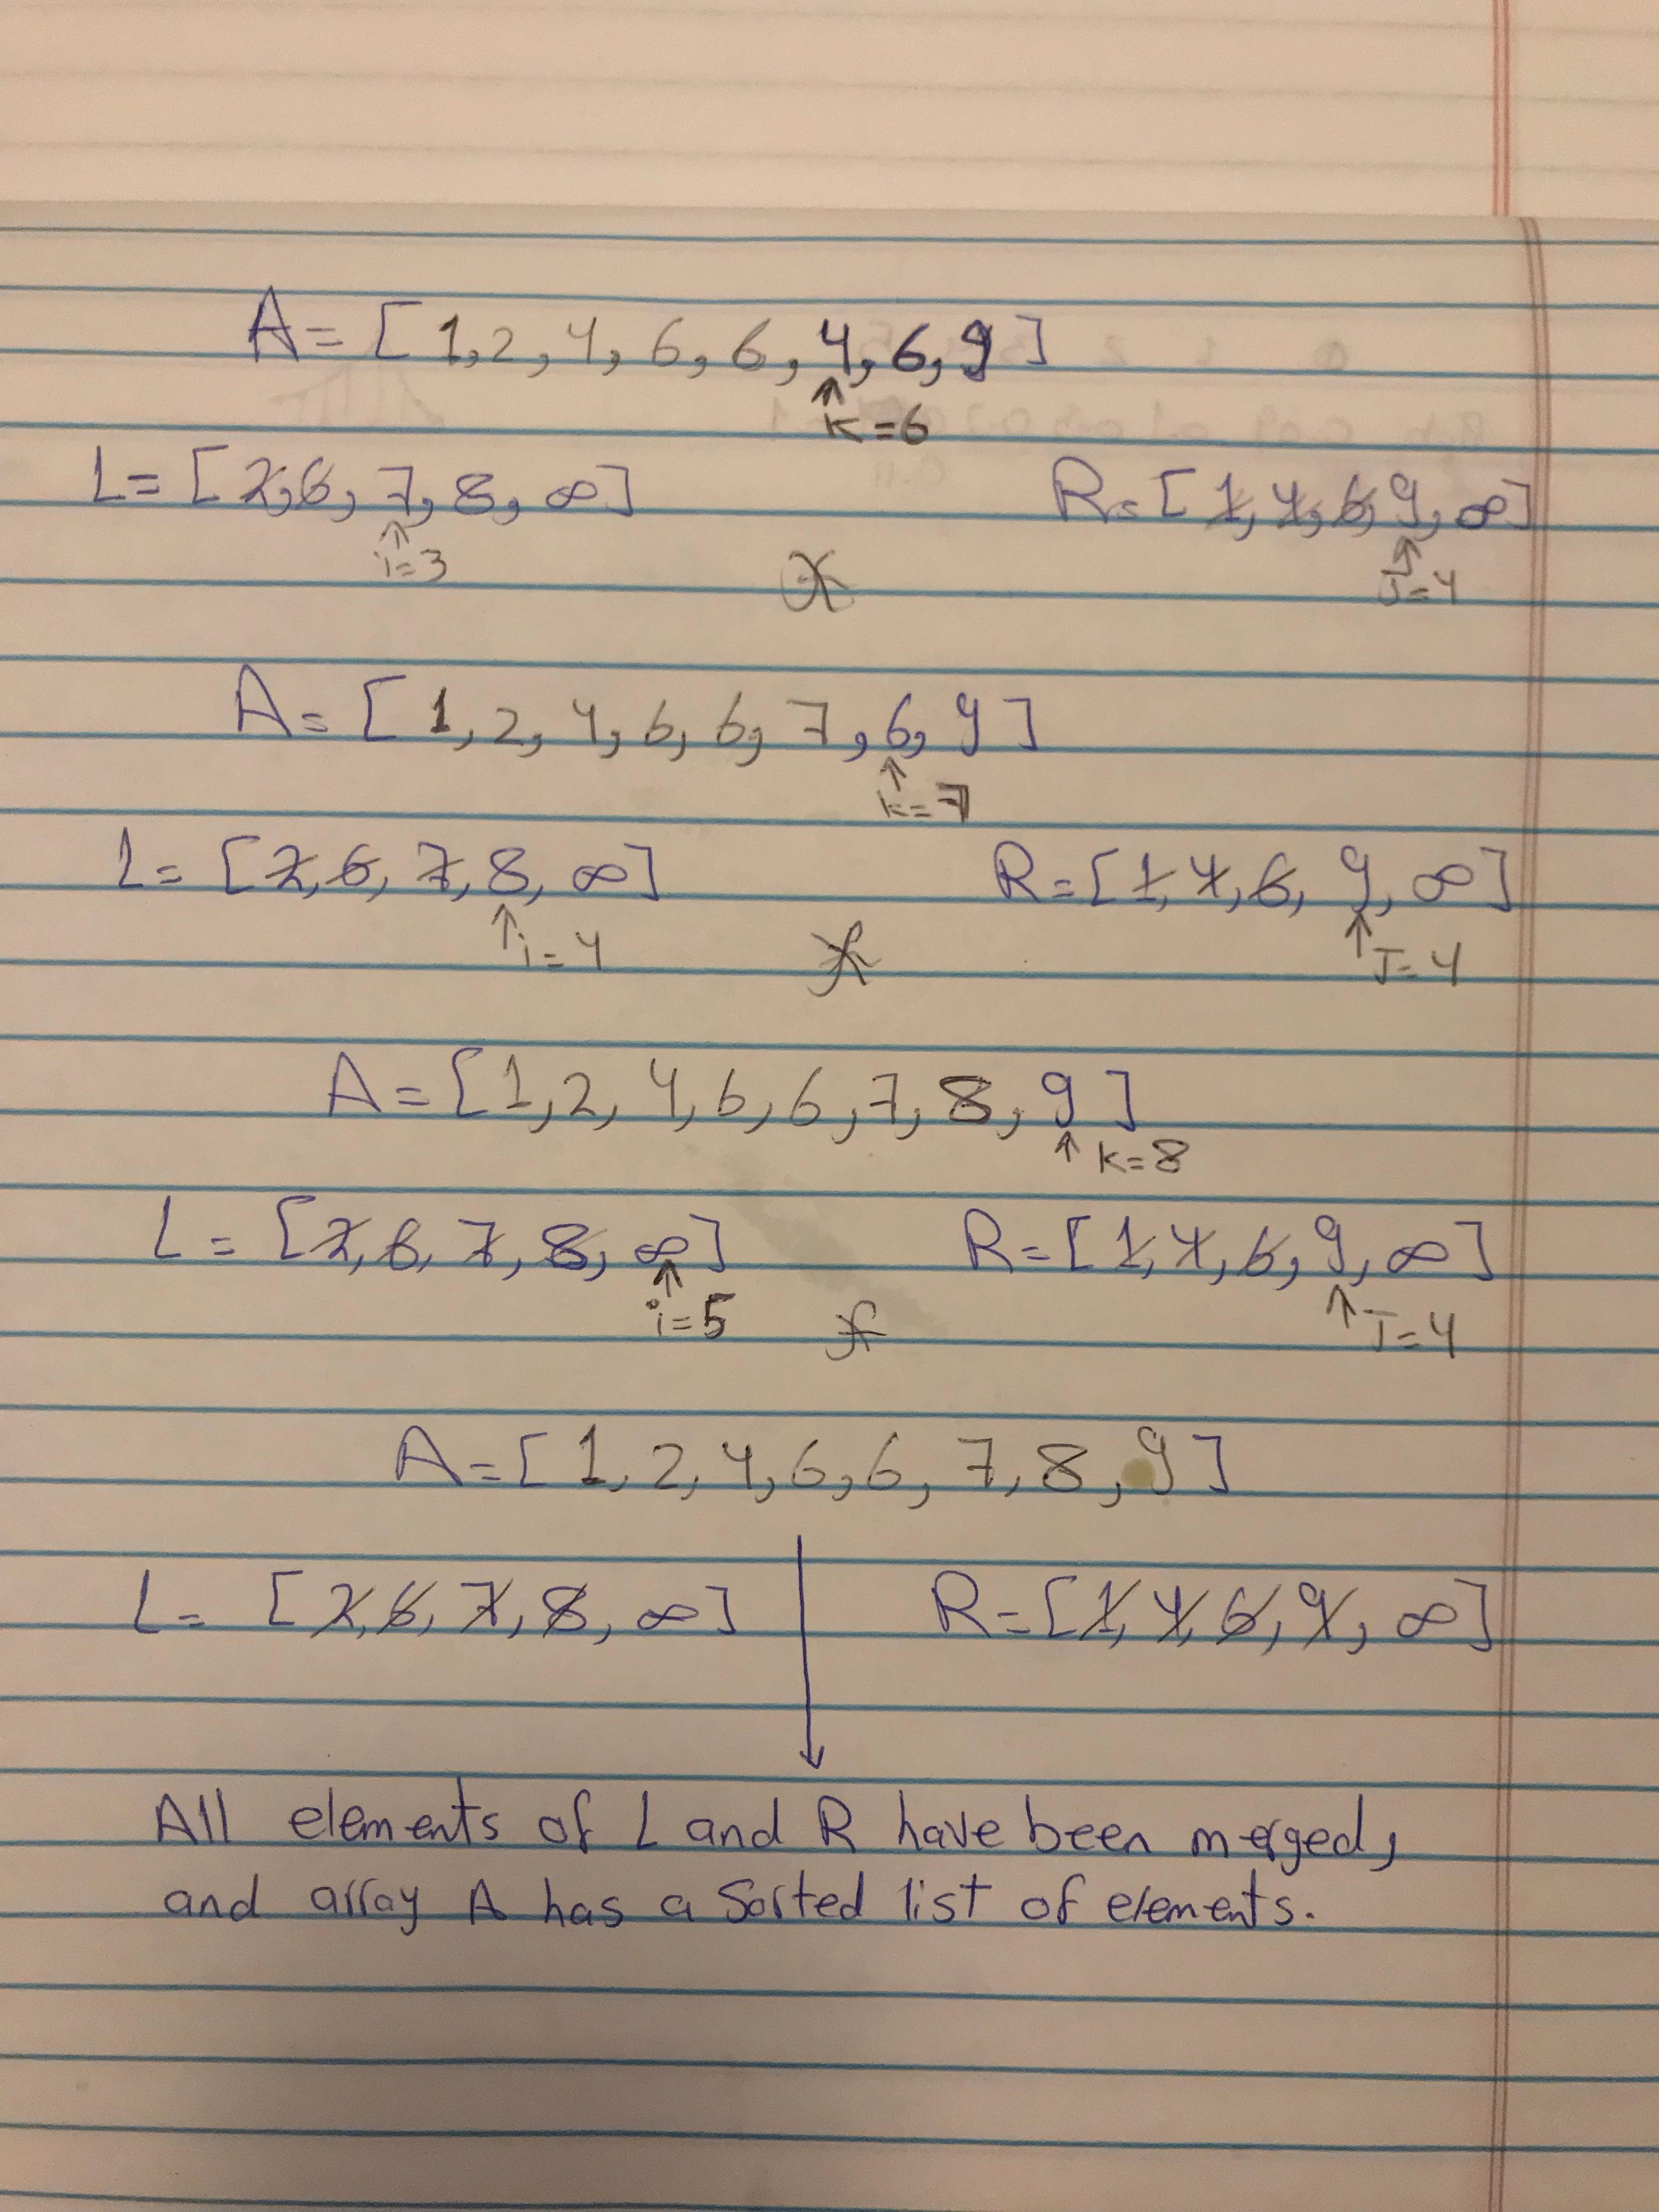 A = [ 1, 2, 4, 6, 6, 4, 6, 9 ]
↑
k = 6
L = [ 2, 6, 7, 8, ∞ ] R = [ 1, 4, 6, 9, ∞ ]
↑ ↑
i = 3 J = 4
A = [ 1, 2, 4, 6, 6, 7, 6, 9 ]
↑
k = 7
L = [ 2, 6, 7, 8, ∞ ] R = [ 1, 4, 6, 9, ∞ ]
↑ i = 4 ↑ J = 4
A = [ 1, 2, 4, 6, 6, 7, 8, 9 ]
↑ k = 8
L = [ 2, 6, 7, 8, ∞ ] R = [ 1, 4, 6, 9, ∞ ]
↑ ↑
i = 5 J = 4
A = [ 1, 2, 4, 6, 6, 7, 8, 9 ]
L = [ 2, 6, 7, 8, ∞ ] R = [ 1, 4, 6, 9, ∞ ]
All elements of L and R have been merged,
and array A has a Sorted list of elements.